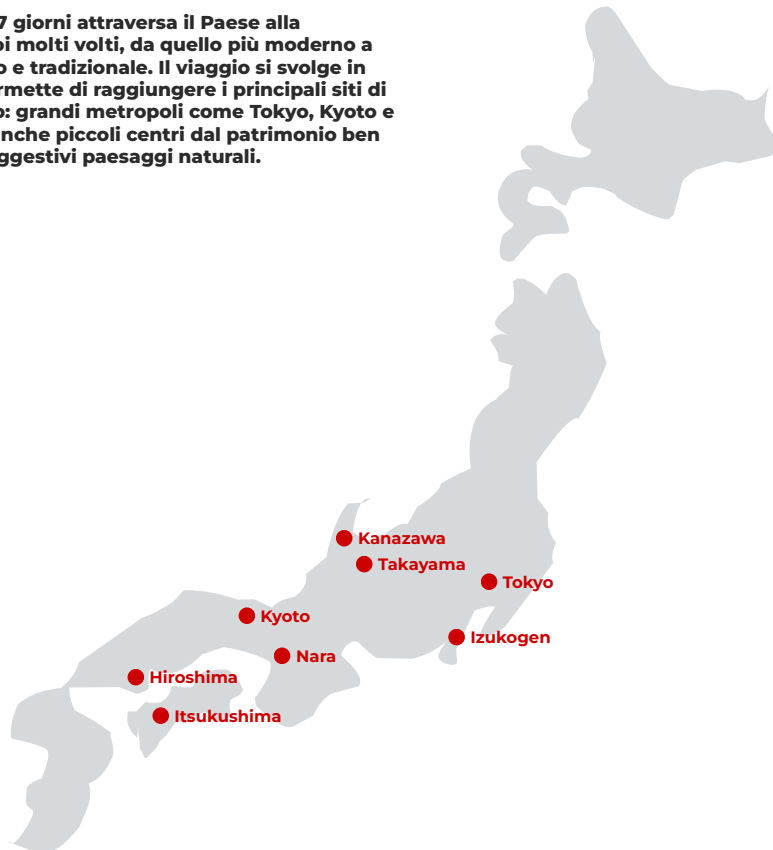 7 giorni attraversa il Paese alla
oi molti volti, da quello più moderno a
o e tradizionale. Il viaggio si svolge in
rmette di raggiungere i principali siti di
o: grandi metropoli come Tokyo, Kyoto e
anche piccoli centri dal patrimonio ben
ggestivi paesaggi naturali.
Kanazawa
Takayama
Tokyo
Kyoto
Izukogen
Nara
Hiroshima
Itsukushima